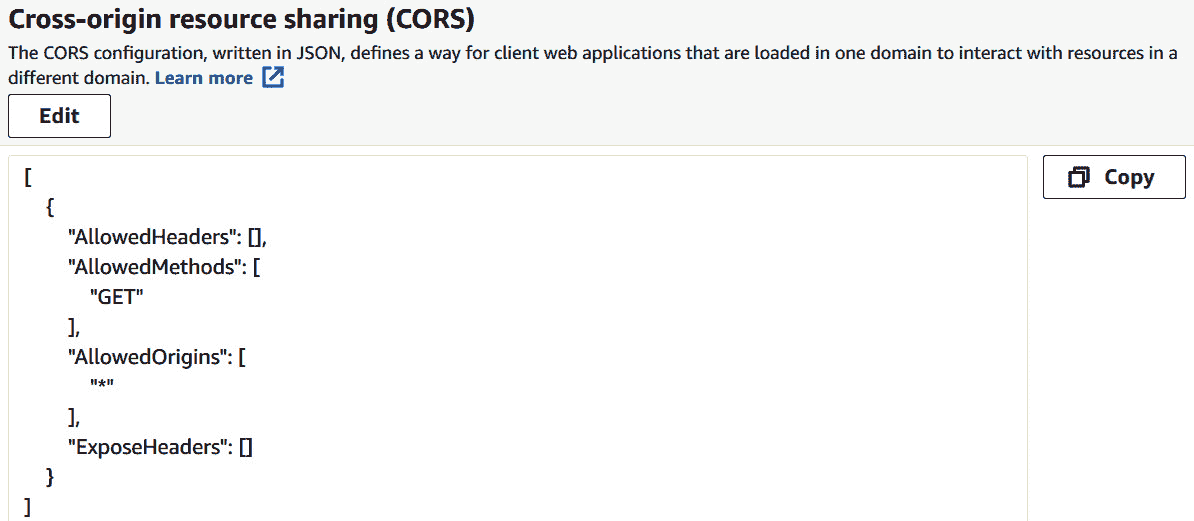 Cross-origin resource sharing (CORS)
The CORS configuration, written in JSON, defines a way for client web applications that are loaded in one domain to interact with resources in a
different domain. Learn more
Edit
Copy
[
{
"AllowedHeaders": [],
"AllowedMethods": [
"GET"
],
"AllowedOrigins": [
"*"
],
"ExposeHeaders": []
}
]